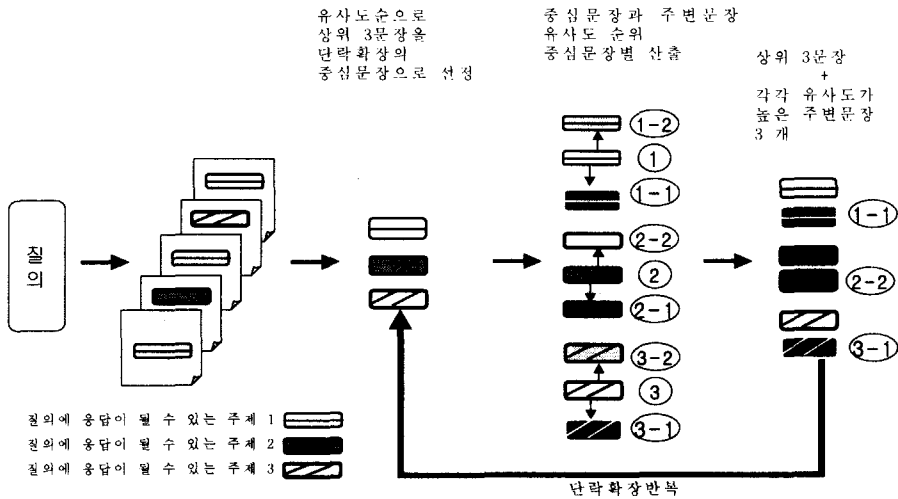 유사도순으로
상위 3문장을
단락확장의
중심문장으로 선정
중심문장과 주변문장
유사도 순위
중심문장별 산출
상위 3문장
+
각각 유사도가
높은 주변문장
3 개
질의
1-2
1
1-1
2-2
2
2-1
3-2
3
3-1
1-1
2-2
3-1
질의에 응답이 될 수 있는 주제 1
질의에 응답이 될 수 있는 주제 2
질의에 응답이 될 수 있는 주제 3
단락확장반복